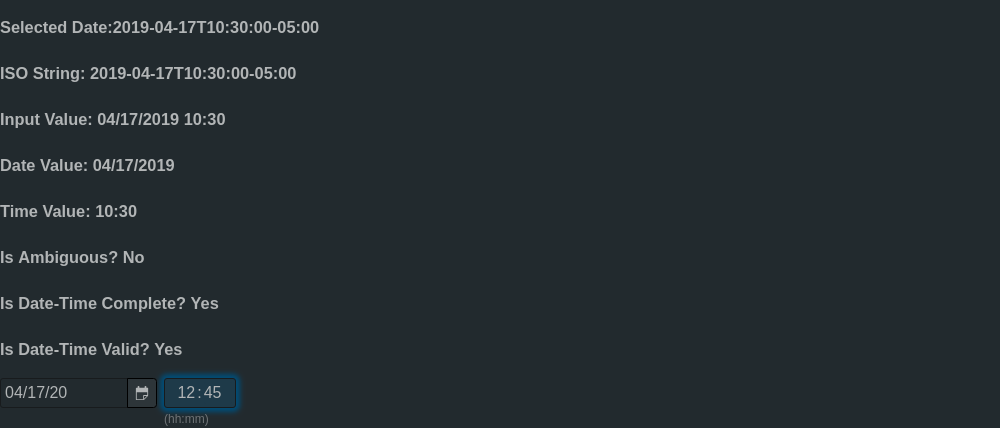 Selected Date:2019-04-17T10:30:00-05:00
ISO String: 2019-04-17T10:30:00-05:00
Input Value: 04/17/2019 10:30
Date Value: 04/17/2019
Time Value: 10:30
Is Ambiguous? No
Is Date-Time Complete? Yes
Is Date-Time Valid? Yes
04/17/20 12:45
(hh:mm)